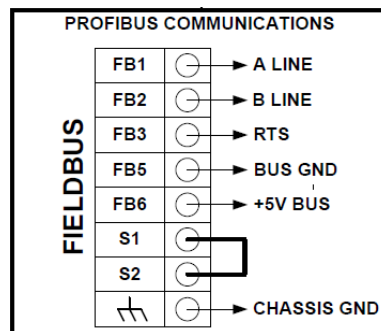 PROFIBUS COMMUNICATIONS
FIELDBUS
FB1 A LINE
FB2 B LINE
FB3 RTS
FB5 BUS GND
FB6 +5V BUS
S1
S2
CHASSIS GND